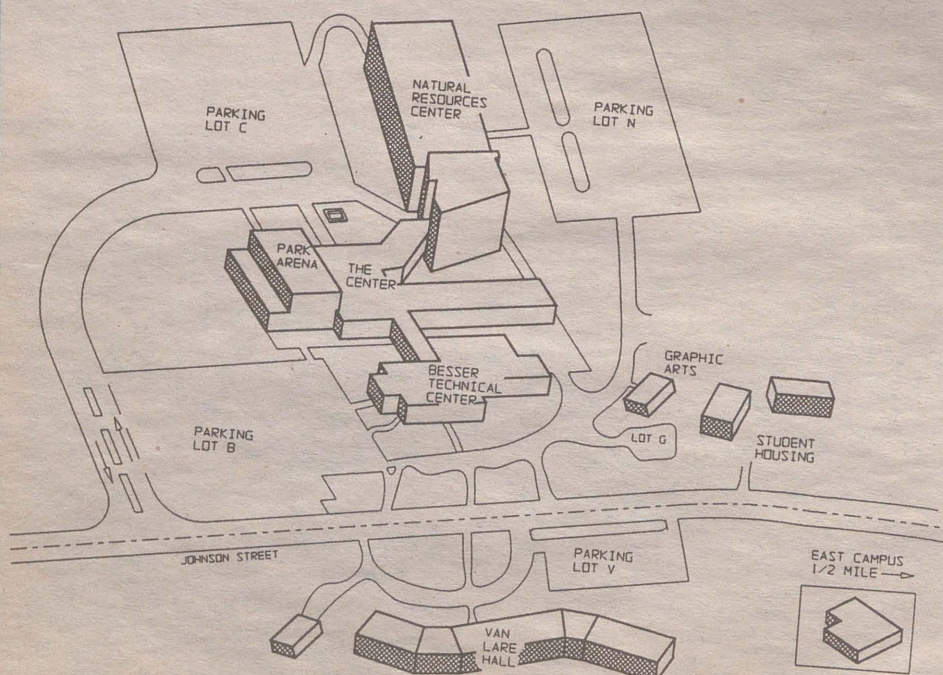 PARKING
LOT C
NATURAL
RESOURCES
CENTER
PARKING
LOT N
PARK
ARENA
THE
CENTER
GRAPHIC
ARTS
BESSER
TECHNICAL
CENTER
PARKING
LOT B
LOT G
STUDENT
HOUSING
JOHNSON STREET
PARKING
LOT V
EAST CAMPUS
1/2 MILE
VAN
LARE
HALL